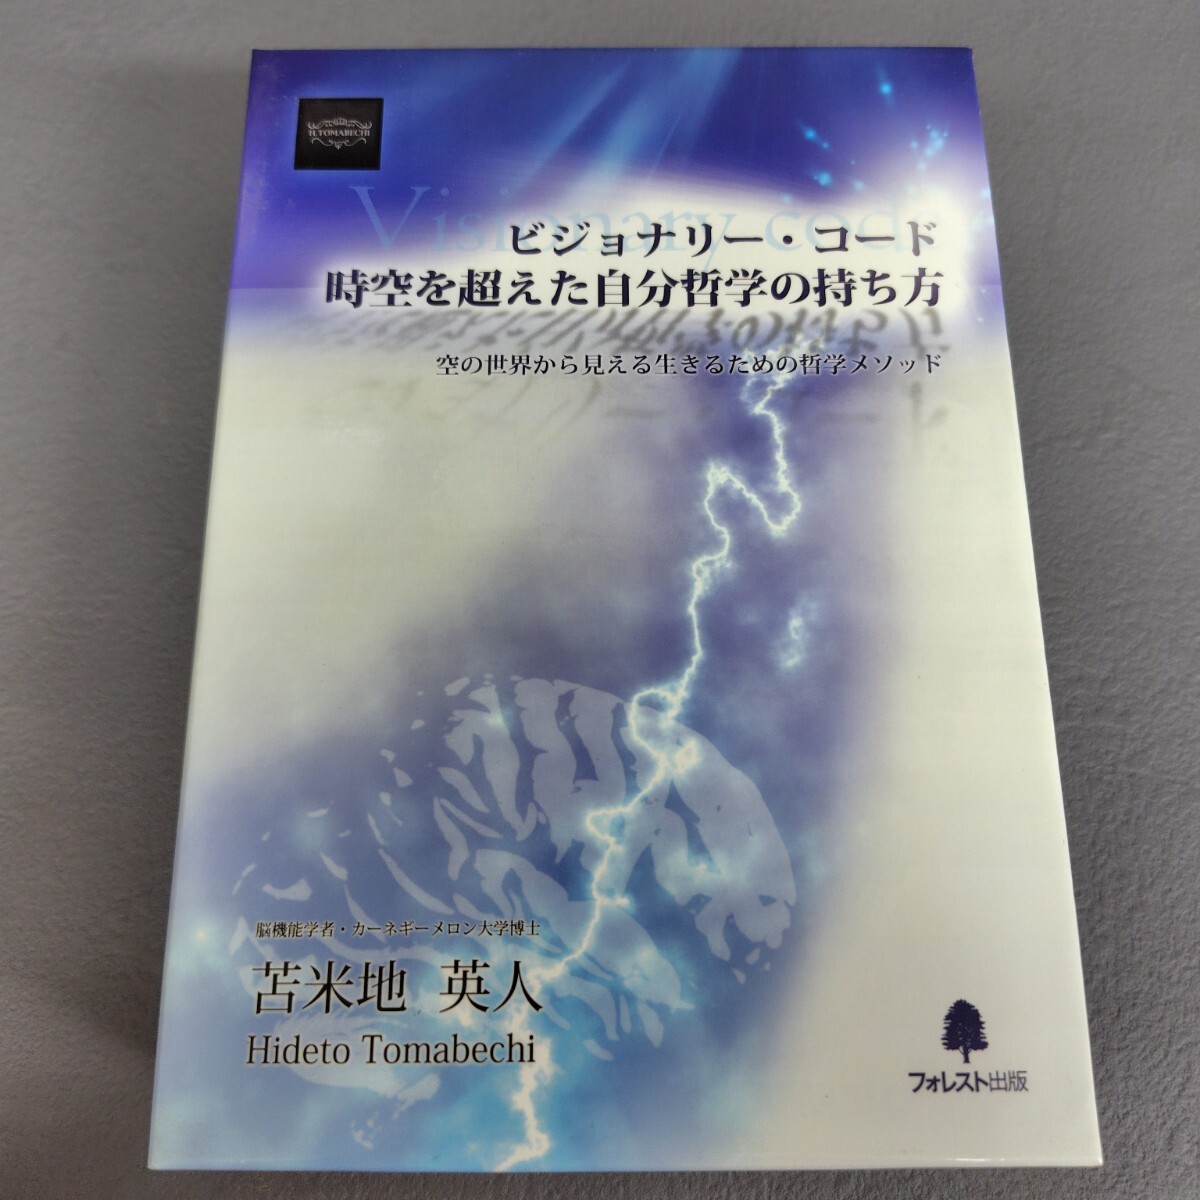 H.TOMABECHI
Visionary code
ビジョナリー・コード
時空を超えた自分哲学の持ち方
空の世界から見える生きるための哲学メソッド
脳機能学者・カーネギーメロン大学博士
苫米地 英人
Hideto Tomabechi
フォレスト出版